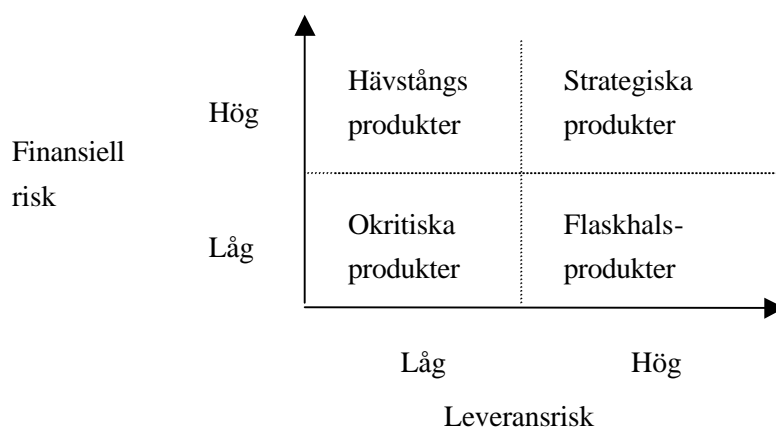 Hävstångs
produkter
Strategiska
produkter
Hög
Finansiell
risk
Låg
Okritiska
produkter
Flaskhals-
produkter
Låg
Hög
Leveransrisk